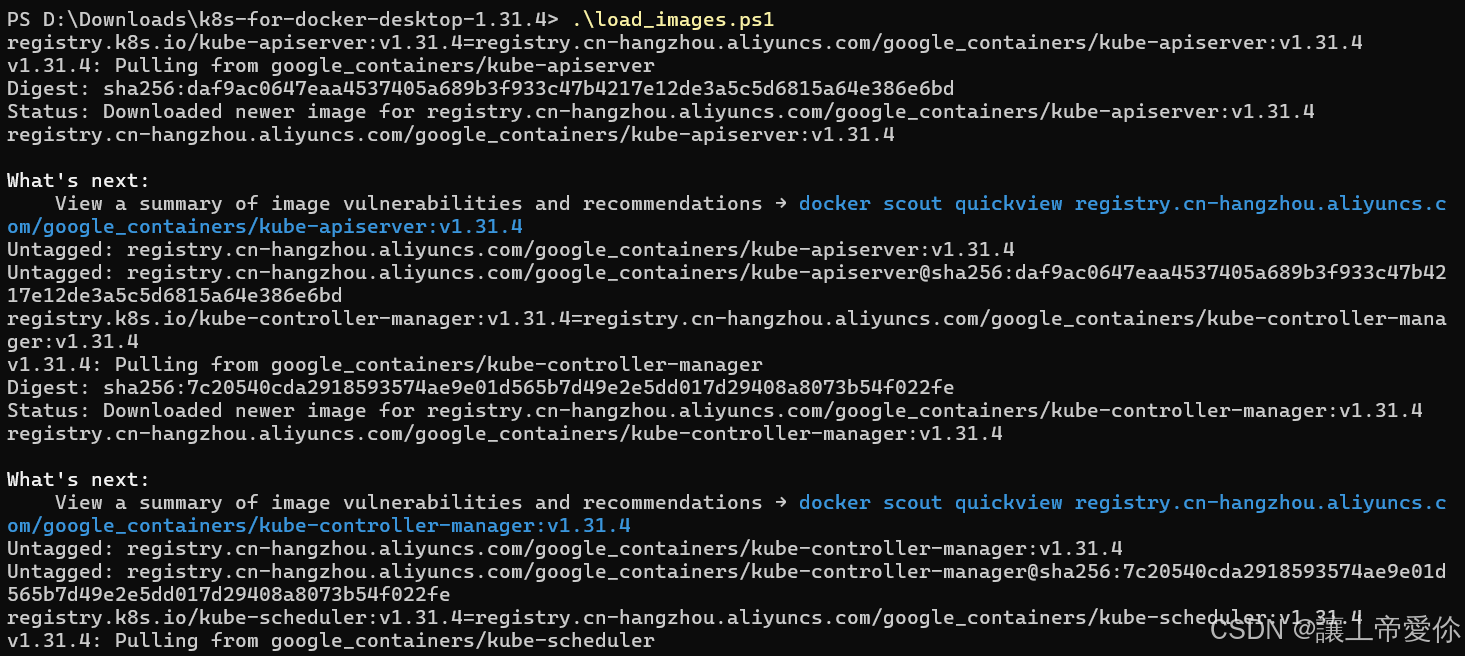 PS D:\Downloads\k8s-for-docker-desktop-1.31.4> .\load_images.ps1
registry.k8s.io/kube-apiserver:v1.31.4=registry.cn-hangzhou.aliyuncs.com/google_containers/kube-apiserver:v1.31.4
v1.31.4: Pulling from google_containers/kube-apiserver
Digest: sha256:daf9ac0647eaa4537405a689b3f933c47b4217e12de3a5c5d6815a64e386e6bd
Status: Downloaded newer image for registry.cn-hangzhou.aliyuncs.com/google_containers/kube-apiserver:v1.31.4
registry.cn-hangzhou.aliyuncs.com/google_containers/kube-apiserver:v1.31.4
What's next:
View a summary of image vulnerabilities and recommendations → docker scout quickview registry.cn-hangzhou.aliyuncs.c
om/google_containers/kube-apiserver:v1.31.4
Untagged: registry.cn-hangzhou.aliyuncs.com/google_containers/kube-apiserver:v1.31.4
Untagged: registry.cn-hangzhou.aliyuncs.com/google_containers/kube-apiserver@sha256:daf9ac0647eaa4537405a689b3f933c47b42
17e12de3a5c5d6815a64e386e6bd
registry.k8s.io/kube-controller-manager:v1.31.4=registry.cn-hangzhou.aliyuncs.com/google_containers/kube-controller-mana
ger:v1.31.4
v1.31.4: Pulling from google_containers/kube-controller-manager
Digest: sha256:7c20540cda2918593574ae9e01d565b7d49e2e5dd017d29408a8073b54f022fe
Status: Downloaded newer image for registry.cn-hangzhou.aliyuncs.com/google_containers/kube-controller-manager:v1.31.4
registry.cn-hangzhou.aliyuncs.com/google_containers/kube-controller-manager:v1.31.4
What's next:
View a summary of image vulnerabilities and recommendations → docker scout quickview registry.cn-hangzhou.aliyuncs.c
om/google_containers/kube-controller-manager:v1.31.4
Untagged: registry.cn-hangzhou.aliyuncs.com/google_containers/kube-controller-manager:v1.31.4
Untagged: registry.cn-hangzhou.aliyuncs.com/google_containers/kube-controller-manager@sha256:7c20540cda2918593574ae9e01d
565b7d49e2e5dd017d29408a8073b54f022fe
registry.k8s.io/kube-scheduler:v1.31.4=registry.cn-hangzhou.aliyuncs.com/google_containers/kube-scheduler:v1.31.4
v1.31.4: Pulling from google_containers/kube-scheduler
CSDN @讓丄帝愛伱